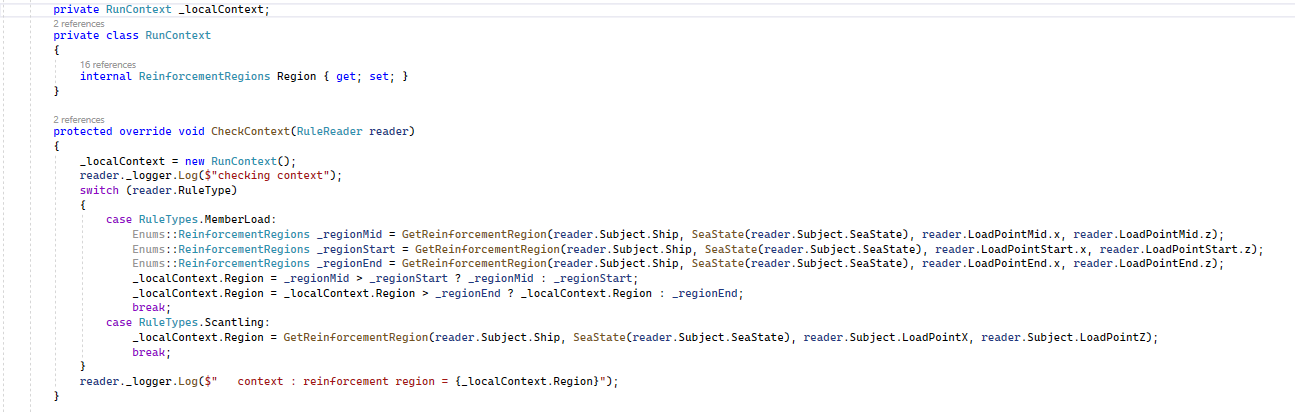 private RunContext _localContext;
2 references
private class RunContext
{
16 references
internal ReinforcementRegions Region { get; set; }
}
2 references
protected override void CheckContext(RuleReader reader)
{
_localContext = new RunContext();
reader._logger.Log($"checking context");
switch (reader.RuleType)
{
case RuleTypes.MemberLoad:
Enums::ReinforcementRegions _regionMid = GetReinforcementRegion(reader.Subject.Ship, SeaState(reader.Subject.SeaState), reader.LoadPointMid.x, reader.LoadPointMid.z);
Enums::ReinforcementRegions _regionStart = GetReinforcementRegion(reader.Subject.Ship, SeaState(reader.Subject.SeaState), reader.LoadPointStart.x, reader.LoadPointStart.z);
Enums::ReinforcementRegions _regionEnd = GetReinforcementRegion(reader.Subject.Ship, SeaState(reader.Subject.SeaState), reader.LoadPointEnd.x, reader.LoadPointEnd.z);
_localContext.Region = _regionMid > _regionStart ? _regionMid : _regionStart;
_localContext.Region = _localContext.Region > _regionEnd ? _localContext.Region : _regionEnd;
break;
case RuleTypes.Scantling:
_localContext.Region = GetReinforcementRegion(reader.Subject.Ship, SeaState(reader.Subject.SeaState), reader.Subject.LoadPointX, reader.Subject.LoadPointZ);
break;
}
reader._logger.Log($"   context : reinforcement region = {_localContext.Region}");
}